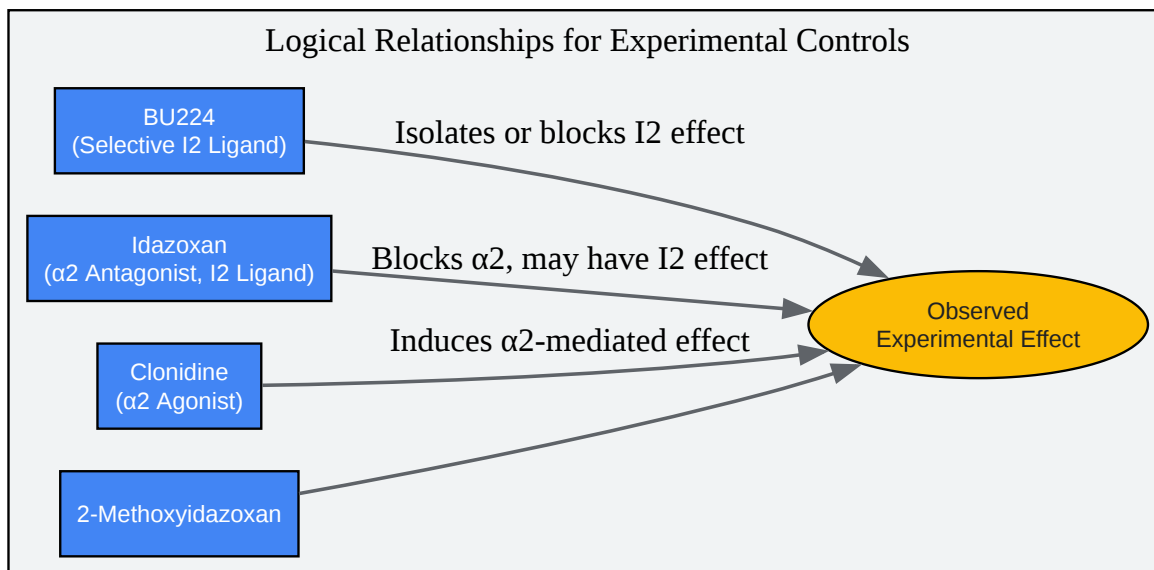 Logical Relationships for Experimental Controls
BU224
(Selective I2 Ligand)
Isolates or blocks I2 effect
Idazoxan
(α2 Antagonist, I2 Ligand)
Blocks α2, may have I2 effect
Observed
Experimental Effect
Induces α2-mediated effect
Clonidine
(α2 Agonist)
2-Methoxyidazoxan